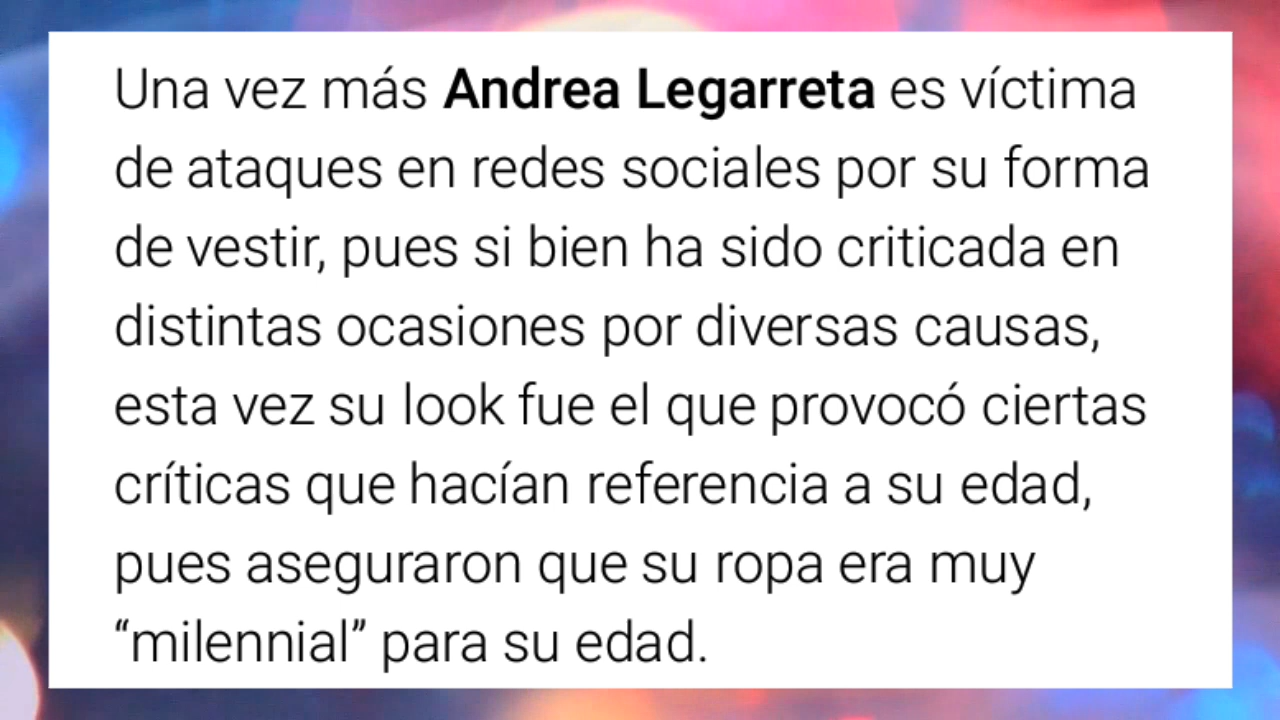 Una vez más Andrea Legarreta es víctima
de ataques en redes sociales por su forma
de vestir, pues si bien ha sido criticada en
distintas ocasiones por diversas causas,
esta vez su look fue el que provocó ciertas
críticas que hacían referencia a su edad,
pues aseguraron que su ropa era muy
“milennial” para su edad.